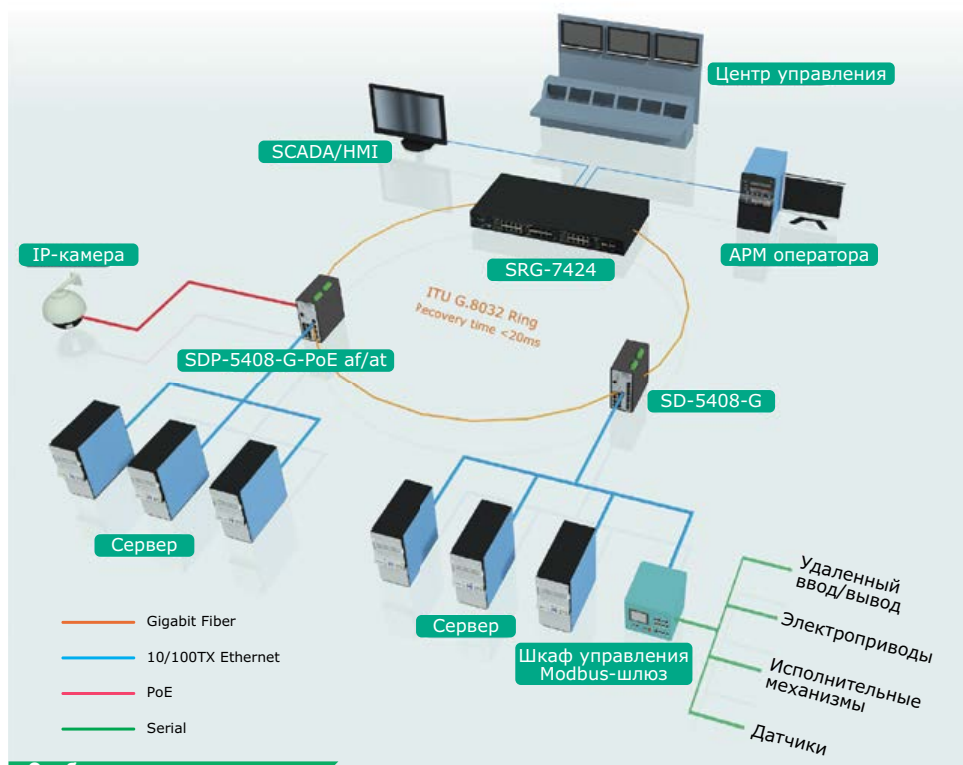 Центр управления
SCADA/HMI
IP-камера
SRG-7424
АРМ оператора
ITU G.8032 Ring
Recovery time <20ms
SDP-5408-G-PoE af/at
SD-5408-G
Сервер
Сервер
Шкаф управления
Modbus-шлюз
Удаленный
ввод/вывод
Электроприводы
Исполнительные
механизмы
Датчики
Gigabit Fiber
10/100TX Ethernet
PoE
Serial